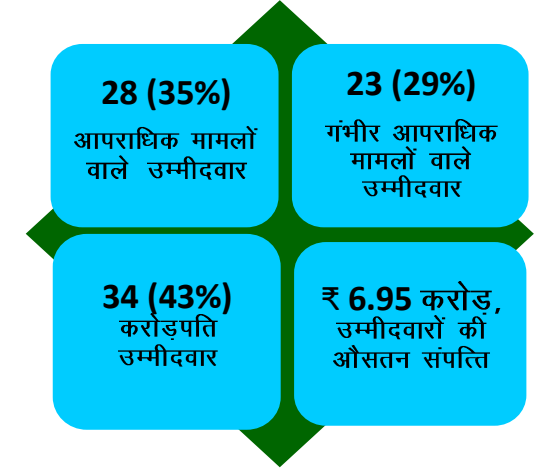 28 (35%)
आपराधिक मामलों
वाले उम्मीदवार
23 (29%)
गंभीर आपराधिक
मामलों वाले
उम्मीदवार
34 (43%)
करोड़पति
उम्मीदवार
₹ 6.95 करोड़,
उम्मीदवारों की
औसतन संपत्ति